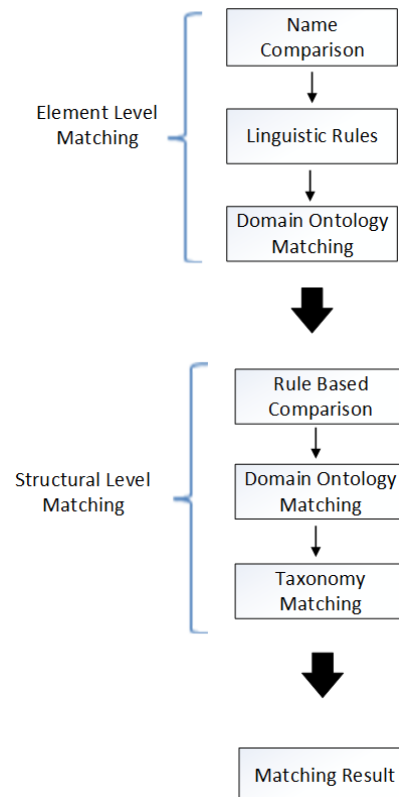 Name
Comparison
Element Level
Matching
Linguistic Rules
Domain Ontology
Matching
Rule Based
Comparison
Structural Level
Matching
Domain Ontology
Matching
Taxonomy
Matching
Matching Result